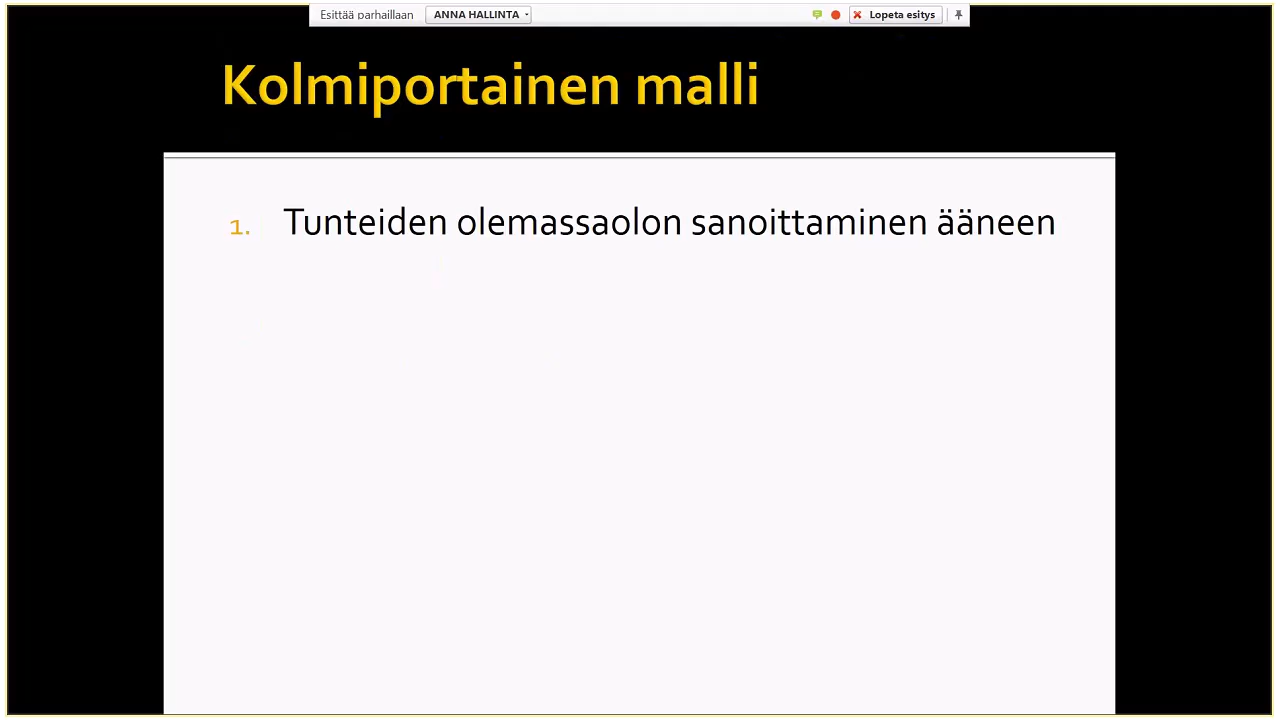 Esittää parhaillaan ANNA HALLINTA Lopeta esitys
Kolmiportainen malli
1. Tunteiden olemassaolon sanoittaminen ääneen